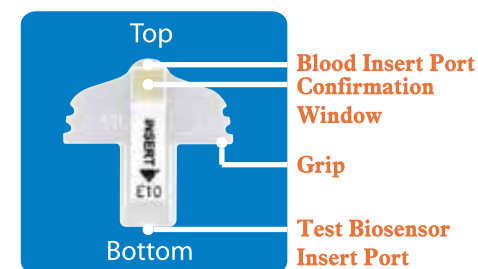 Top
Blood Insert Port
Confirmation
Window
INSERT
Grip
E10
Test Biosensor
Bottom
Insert Port